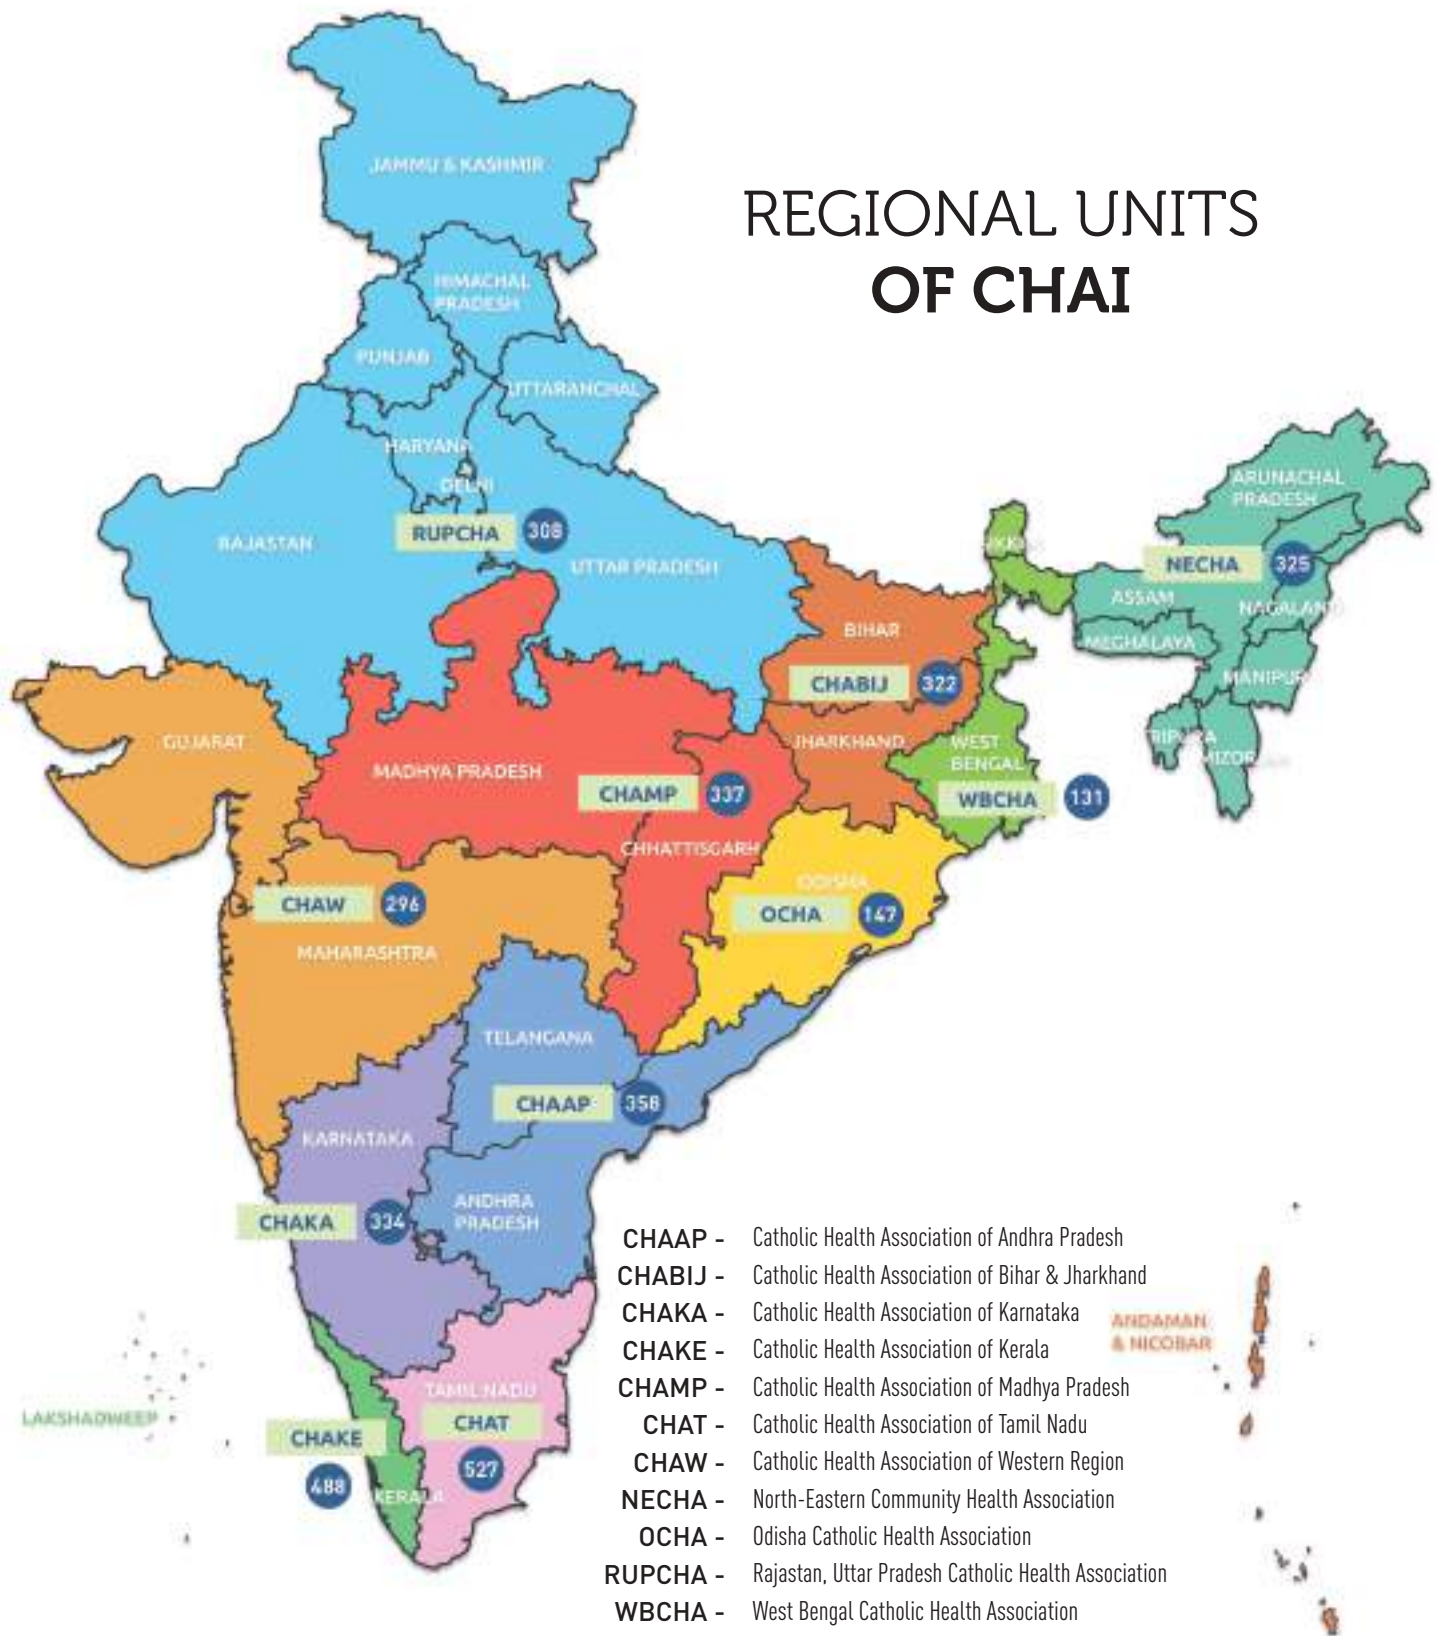 REGIONAL UNITS
OF CHAI
JAMMU & KASHMIR
HIMACHAL
PRADESH
PUNJAB
UTTARANCHAL
HARYANA
DELHI
RAJASTAN
RUPCHA 308
UTTAR PRADESH
ARUNACHAL
PRADESH
NECHA 325
ASSAM
NAGALAND
MEGHALAYA
MANIPUR
BIHAR
CHABIJ 322
JHARKHAND
WEST
BENGAL
WBCHA 131
GUJARAT
MADHYA PRADESH
CHAMP 337
CHHATTISGARH
ODISHA
OCHA 147
CHAW 296
MAHARASHTRA
TELANGANA
CHAAP 358
KARNATAKA
ANDHRA
PRADESH
CHAKA 334
TAMIL NADU
CHAT
527
CHAKE
488
KERALA
LAKSHADWEEP
ANDAMAN
& NICOBAR
CHAAP - Catholic Health Association of Andhra Pradesh
CHABIJ - Catholic Health Association of Bihar & Jharkhand
CHAKA - Catholic Health Association of Karnataka
CHAKE - Catholic Health Association of Kerala
CHAMP - Catholic Health Association of Madhya Pradesh
CHAT - Catholic Health Association of Tamil Nadu
CHAW - Catholic Health Association of Western Region
NECHA - North-Eastern Community Health Association
OCHA - Odisha Catholic Health Association
RUPCHA - Rajastan, Uttar Pradesh Catholic Health Association
WBCHA - West Bengal Catholic Health Association